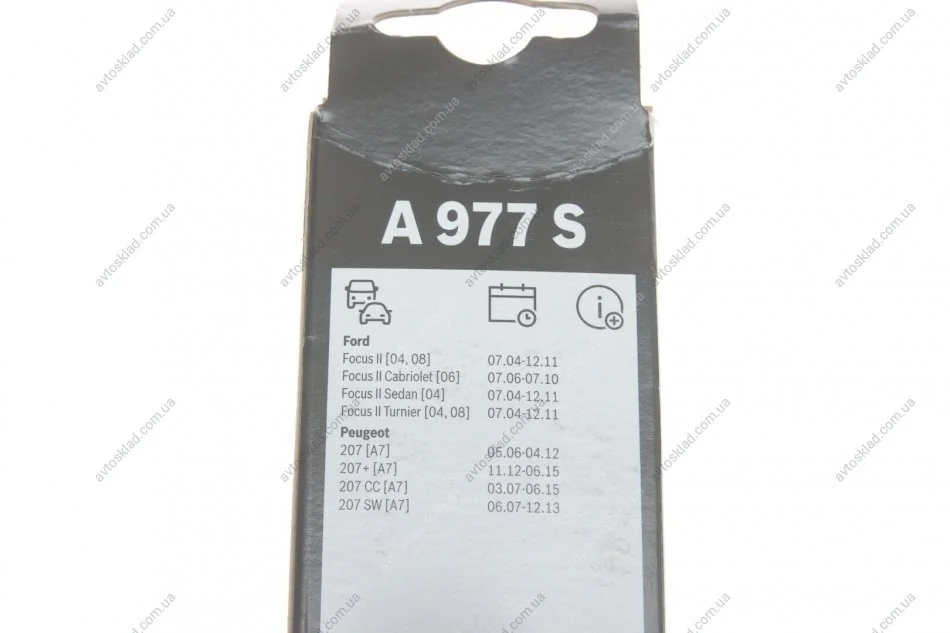 A 977 S
Ford
Focus II [04, 08] 07.04-12.11
Focus II Cabriolet [06] 07.06-07.10
Focus II Sedan [04] 07.04-12.11
Focus II Turnier [04, 08] 07.04-12.11
Peugeot
207 [A7] 05.06-04.12
207+ [A7] 11.12-06.15
207 CC [A7] 03.07-06.15
207 SW [A7] 06.07-12.13
avtosklad.com.ua